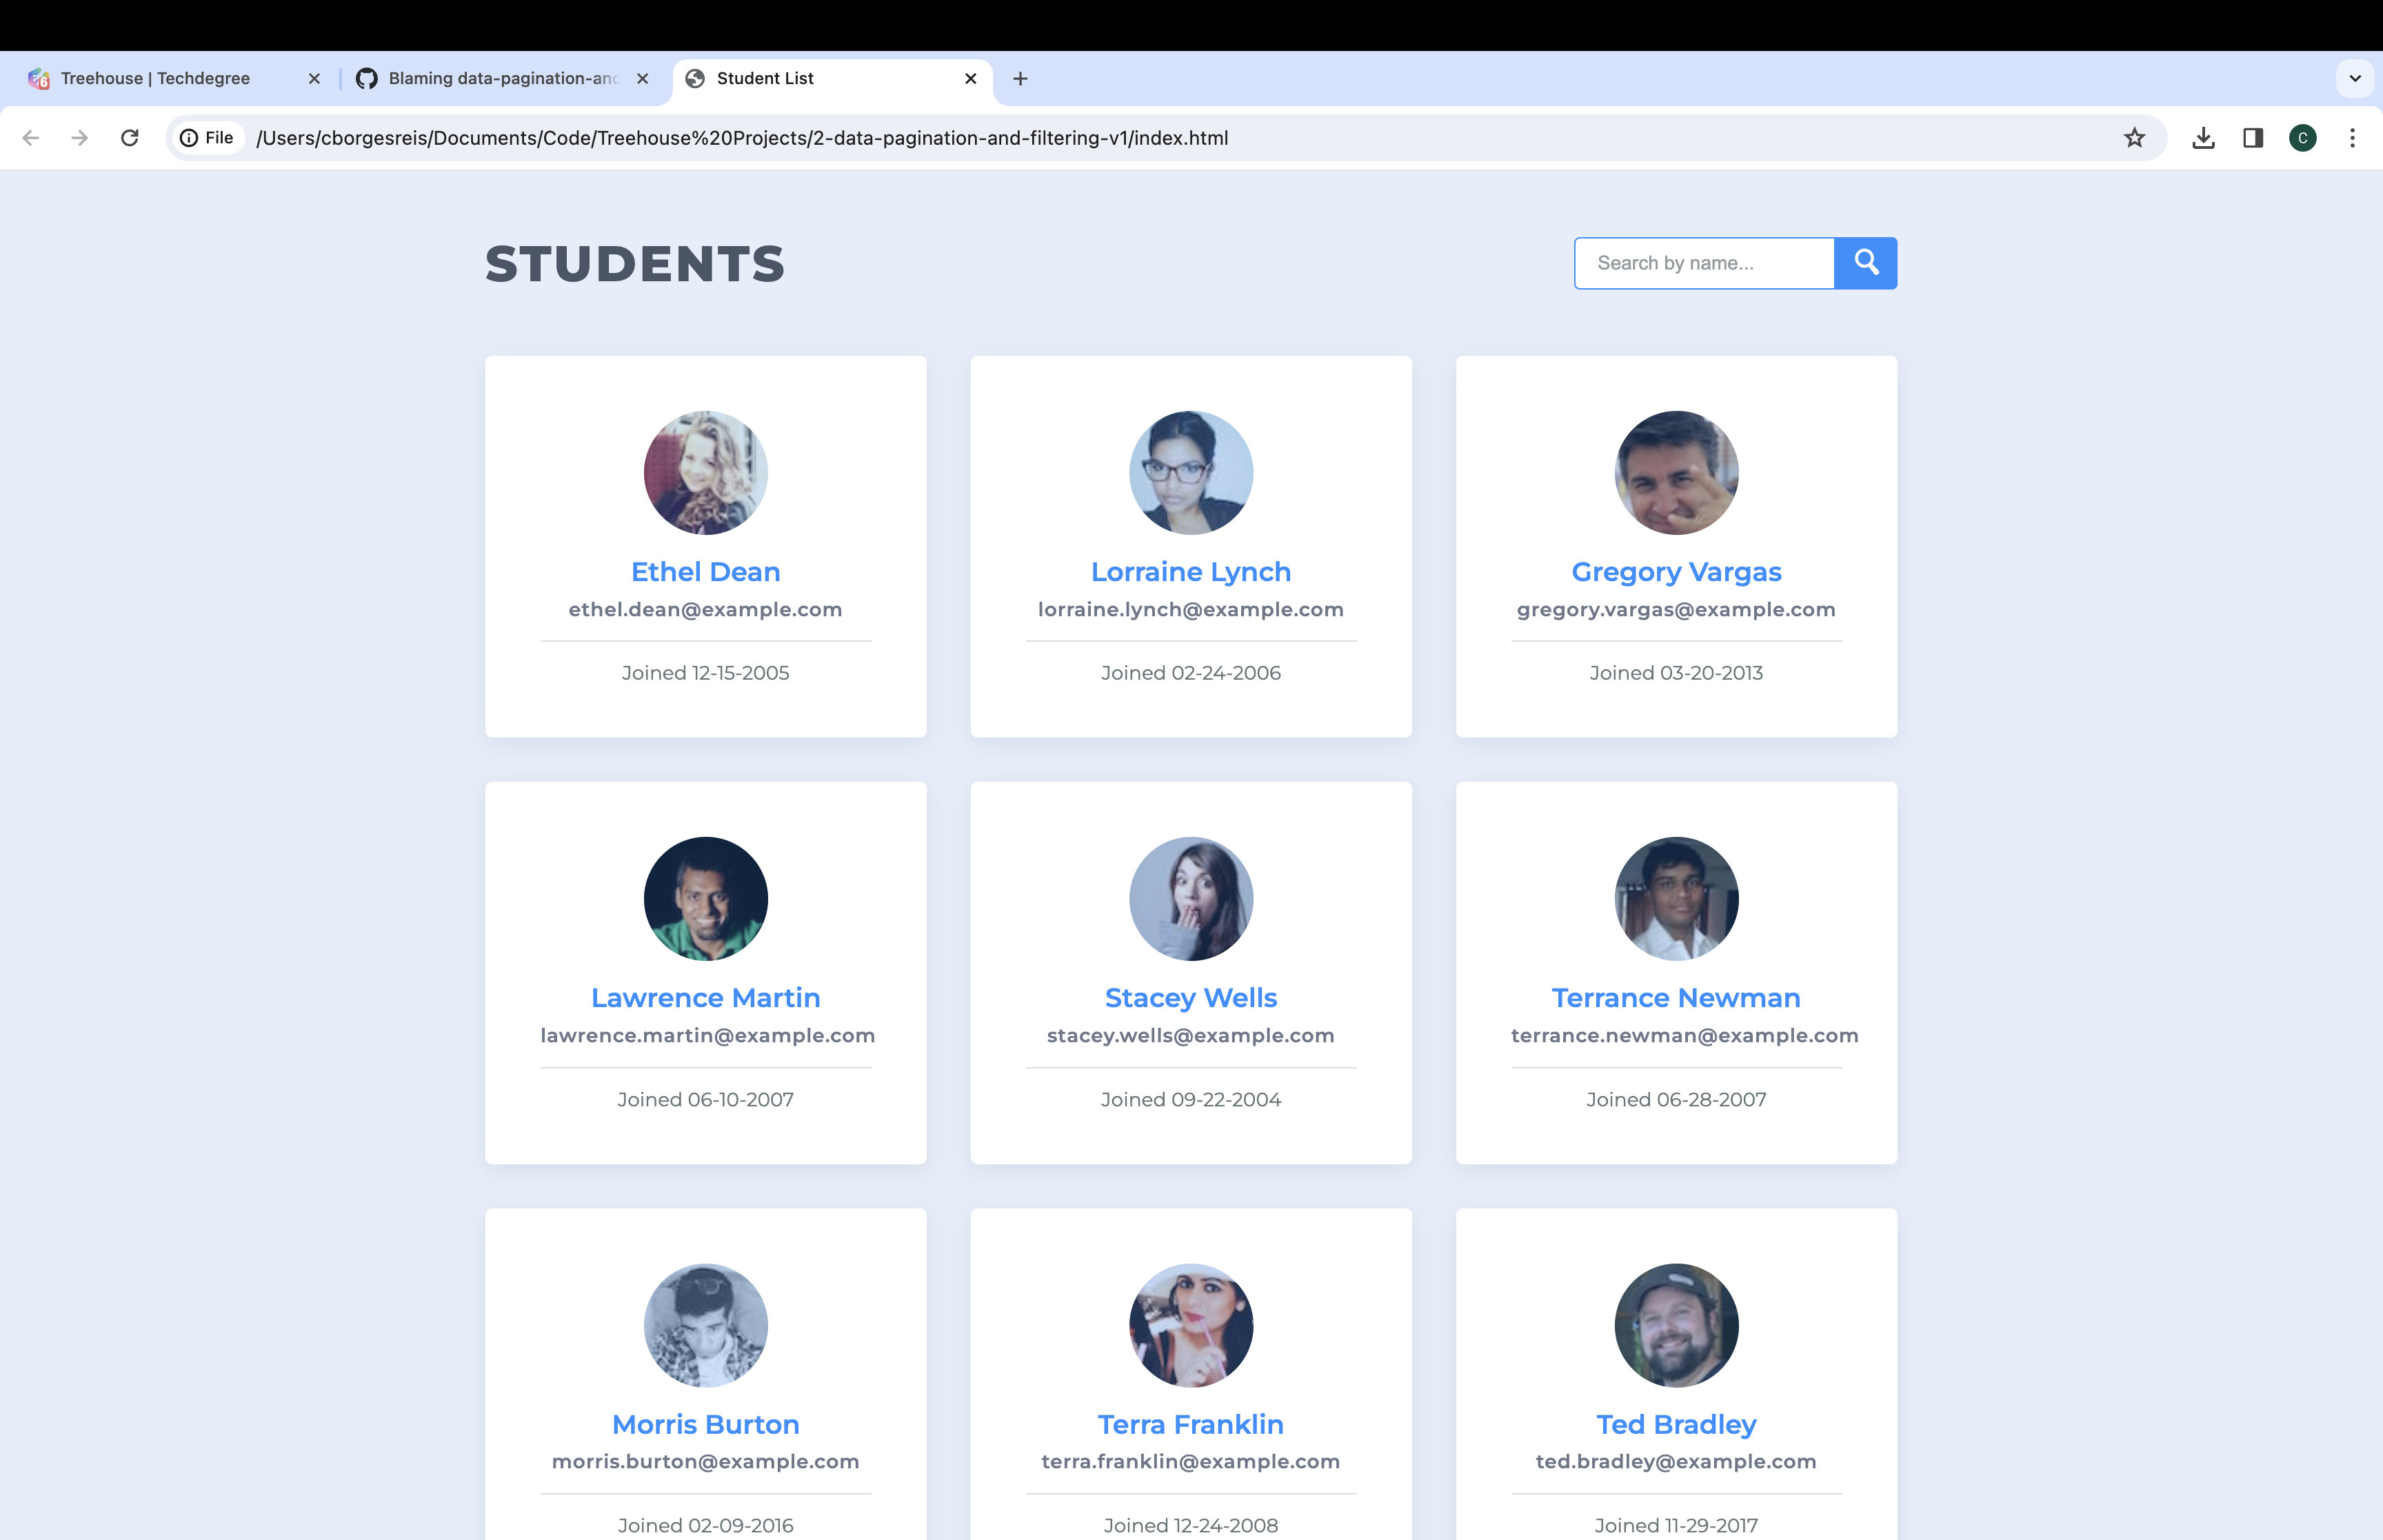 Treehouse | Techdegree
Blaming data-pagination-and
Student List
File /Users/cborgesreis/Documents/Code/Treehouse%20Projects/2-data-pagination-and-filtering-v1/index.html
C
STUDENTS
Search by name...
Ethel Dean
ethel.dean@example.com
Joined 12-15-2005
Lorraine Lynch
lorraine.lynch@example.com
Joined 02-24-2006
Gregory Vargas
gregory.vargas@example.com
Joined 03-20-2013
Lawrence Martin
lawrence.martin@example.com
Joined 06-10-2007
Stacey Wells
stacey.wells@example.com
Joined 09-22-2004
Terrance Newman
terrance.newman@example.com
Joined 06-28-2007
Morris Burton
morris.burton@example.com
Joined 02-09-2016
Terra Franklin
terra.franklin@example.com
Joined 12-24-2008
Ted Bradley
ted.bradley@example.com
Joined 11-29-2017